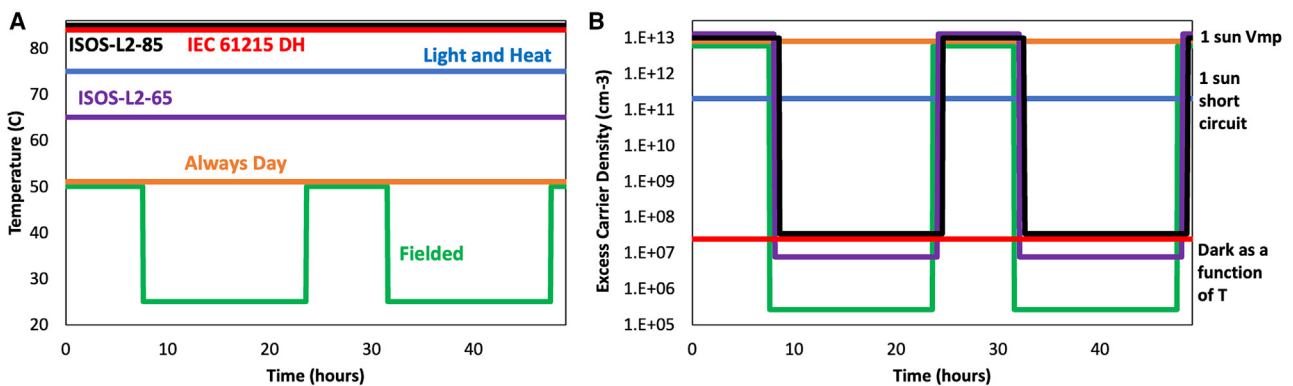 A
Temperature (C)
80
70
60
50
40
30
20
ISOS-L2-85
IEC 61215 DH
Light and Heat
ISOS-L2-65
Always Day
Fielded
0
10
20
30
40
Time (hours)
B
Excess Carrier Density (cm-3)
1.E+13
1.E+12
1.E+11
1.E+10
1.E+09
1.E+08
1.E+07
1.E+06
1.E+05
1 sun Vmp
1 sun
short
circuit
Dark as a
function
of T
0
10
20
30
40
Time (hours)